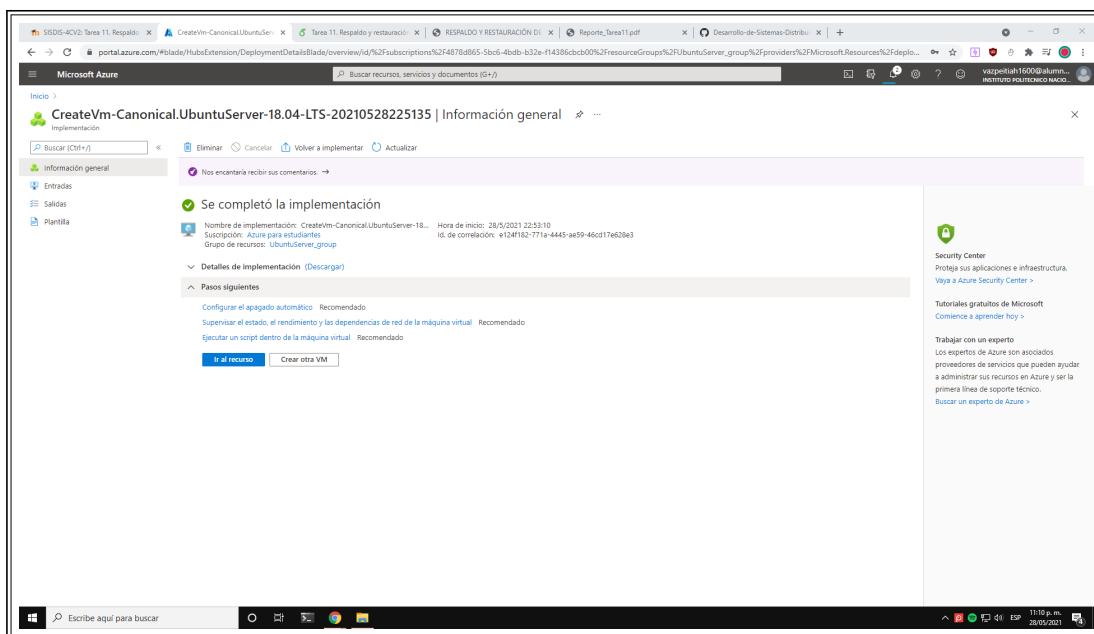 SISDIS-4CV2: Tarea 11. Respaldo
CreateVm-Canonical.UbuntuServ
Tarea 11. Respaldo y restauración
RESPALDO Y RESTAURACIÓN DE
Reporte_Tarea11.pdf
Desarrollo-de-Sistemas-Distribu
portal.azure.com/#blade/HubsExtension/DeploymentDetailsBlade/overview/id/%2Fsubscriptions%2F4878d865-5bc6-4bdb-b32e-f14386cbcb00%2FresourceGroups%2FUbuntuServer_group%2Fproviders%2FMicrosoft.Resources%2Fdeplo...
Microsoft Azure
Buscar recursos, servicios y documentos (G+/)
2
vazpeitiah1600@alumn...
INSTITUTO POLITECNICO NACIO...
Inicio >
CreateVm-Canonical.UbuntuServer-18.04-LTS-20210528225135 | Información general
Implementación
Buscar (Ctrl+/)
Eliminar Cancelar Volver a implementar Actualizar
Información general
Entradas
Salidas
Plantilla
Nos encantaría recibir sus comentarios. →
Se completó la implementación
Nombre de implementación: CreateVm-Canonical.UbuntuServer-18...
Suscripción: Azure para estudiantes
Grupo de recursos: UbuntuServer_group
Hora de inicio: 28/5/2021 22:53:10
Id. de correlación: e124f182-771a-4445-ae59-46cd17e628e3
Detalles de implementación (Descargar)
Pasos siguientes
Configurar el apagado automático Recomendado
Supervisar el estado, el rendimiento y las dependencias de red de la máquina virtual Recomendado
Ejecutar un script dentro de la máquina virtual Recomendado
Ir al recurso
Crear otra VM
Security Center
Proteja sus aplicaciones e infraestructura.
Vaya a Azure Security Center >
Tutoriales gratuitos de Microsoft
Comience a aprender hoy >
Trabajar con un experto
Los expertos de Azure son asociados
proveedores de servicios que pueden ayudar
a administrar sus recursos en Azure y ser la
primera línea de soporte técnico.
Buscar un experto de Azure >
Escribe aquí para buscar
ESP
11:10 p. m.
28/05/2021